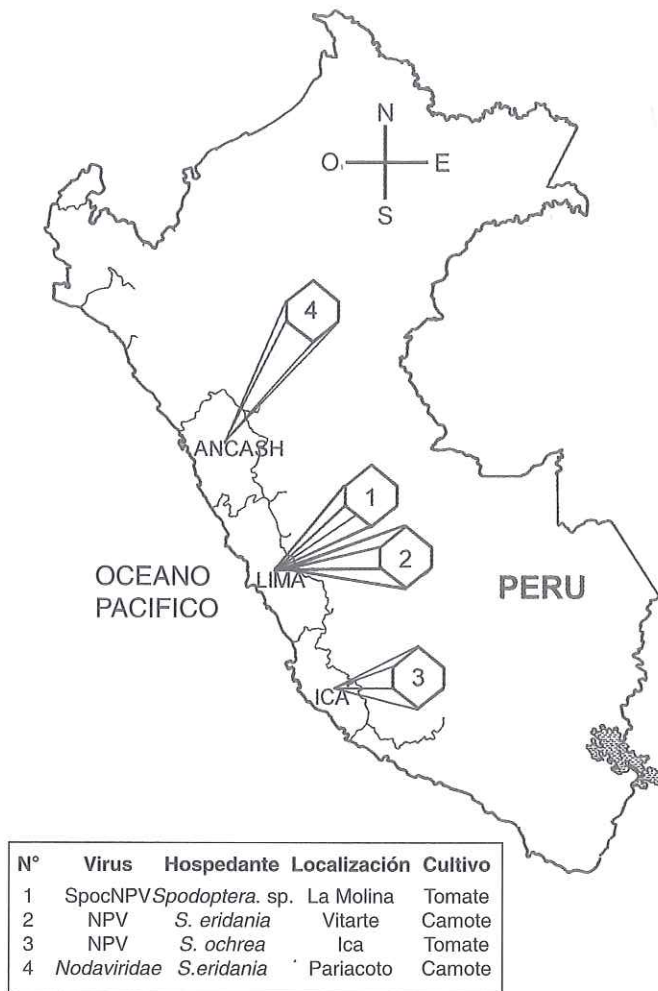 N
O E
S
4
ANCASH
1
2
OCEANO
PACIFICO
LIMA
PERU
3
ICA
N° Virus Hospedante Localización Cultivo
1 SpocNPV Spodoptera. sp. La Molina Tomate
2 NPV S. eridania Vitarte Camote
3 NPV S. ochrea Ica Tomate
4 Nodaviridae S.eridania Pariacoto Camote